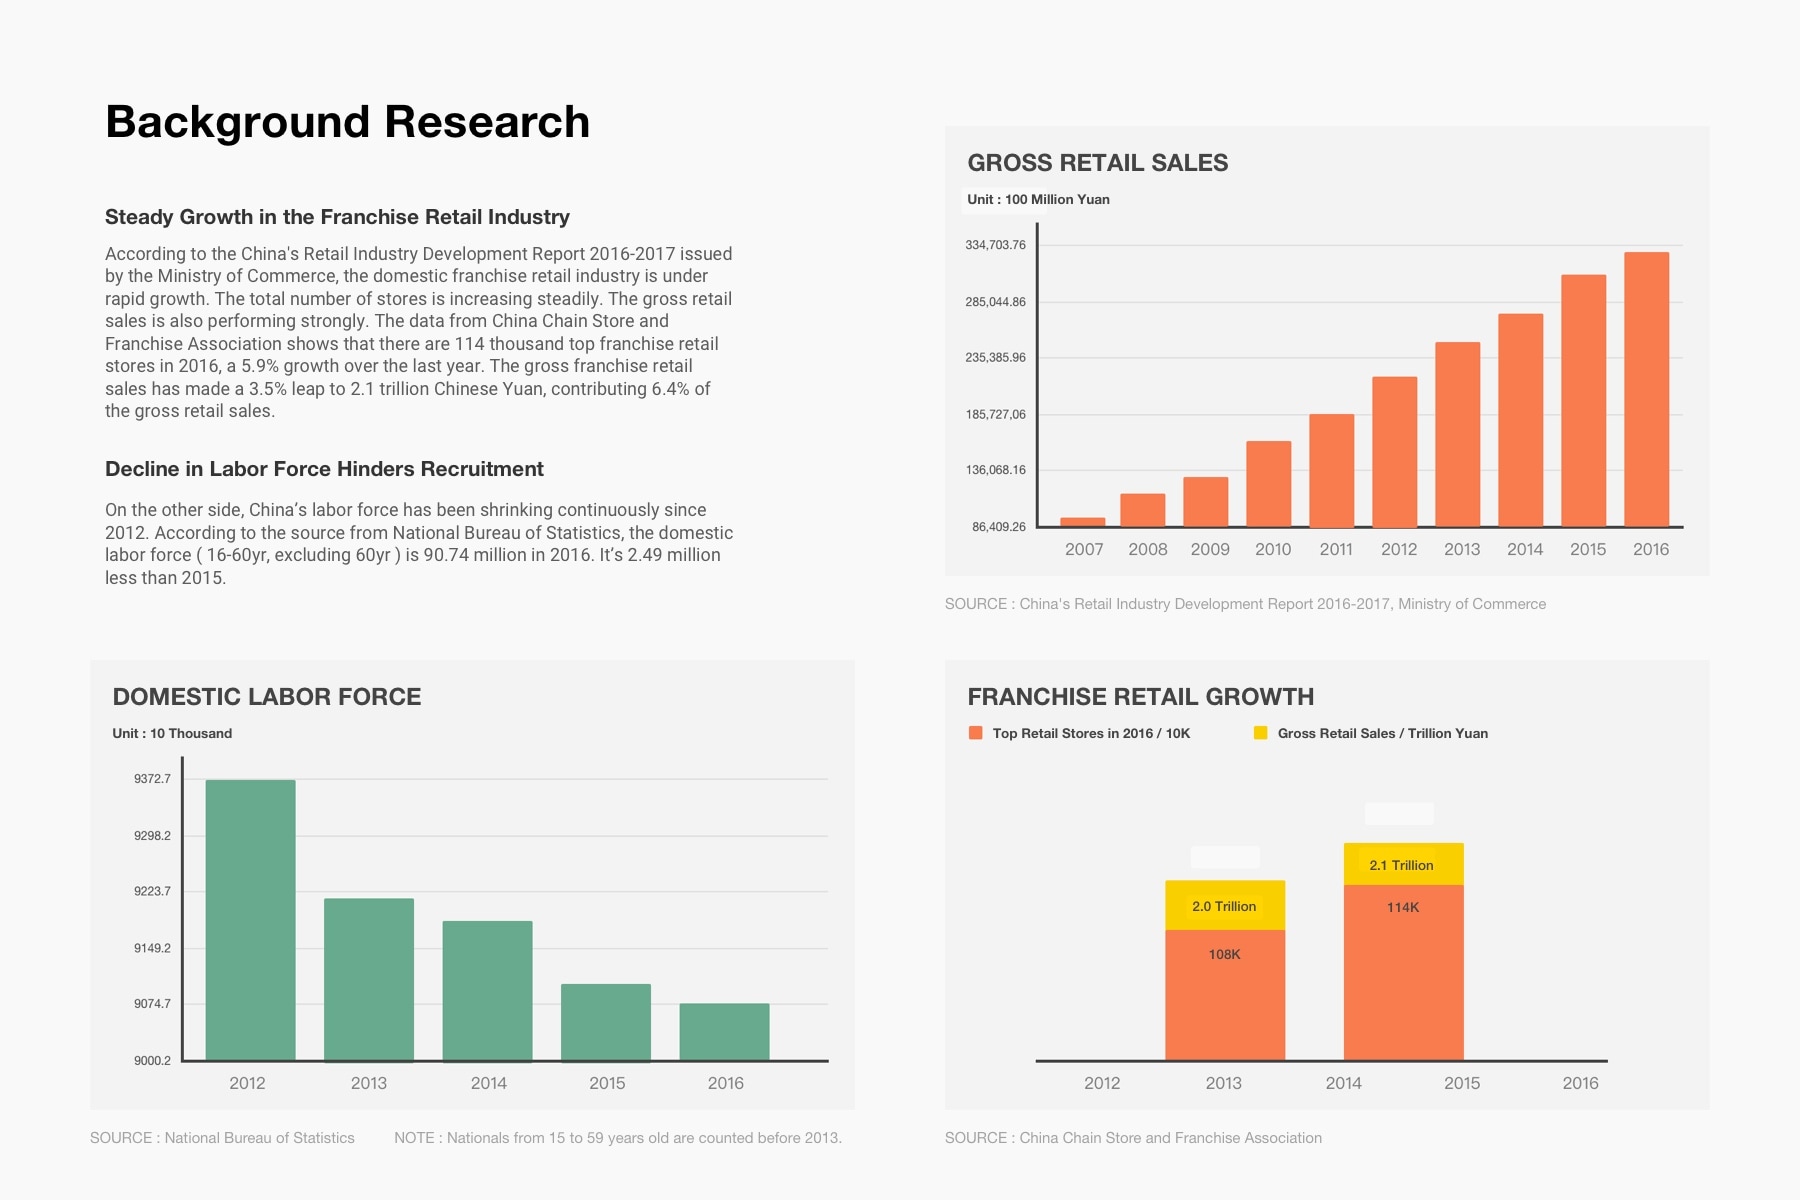 Background Research
Steady Growth in the Franchise Retail Industry
According to the China's Retail Industry Development Report 2016-2017 issued
by the Ministry of Commerce, the domestic franchise retail industry is under
rapid growth. The total number of stores is increasing steadily. The gross retail
sales is also performing strongly. The data from China Chain Store and
Franchise Association shows that there are 114 thousand top franchise retail
stores in 2016, a 5.9% growth over the last year. The gross franchise retail
sales has made a 3.5% leap to 2.1 trillion Chinese Yuan, contributing 6.4% of
the gross retail sales.
Decline in Labor Force Hinders Recruitment
On the other side, China’s labor force has been shrinking continuously since
2012. According to the source from National Bureau of Statistics, the domestic
labor force ( 16-60yr, excluding 60yr ) is 90.74 million in 2016. It’s 2.49 million
less than 2015.
GROSS RETAIL SALES
Unit : 100 Million Yuan
334,703.76
285,044.86
235,385.96
185,727,06
136,068.16
86,409.26
2007 2008 2009 2010 2011 2012 2013 2014 2015 2016
SOURCE : China's Retail Industry Development Report 2016-2017, Ministry of Commerce
DOMESTIC LABOR FORCE
Unit : 10 Thousand
9372.7
9298.2
9223.7
9149.2
9074.7
9000.2
2012 2013 2014 2015 2016
SOURCE : National Bureau of Statistics NOTE : Nationals from 15 to 59 years old are counted before 2013.
FRANCHISE RETAIL GROWTH
Top Retail Stores in 2016 / 10K Gross Retail Sales / Trillion Yuan
2.1 Trillion
2.0 Trillion
114K
108K
2012 2013 2014 2015 2016
SOURCE : China Chain Store and Franchise Association